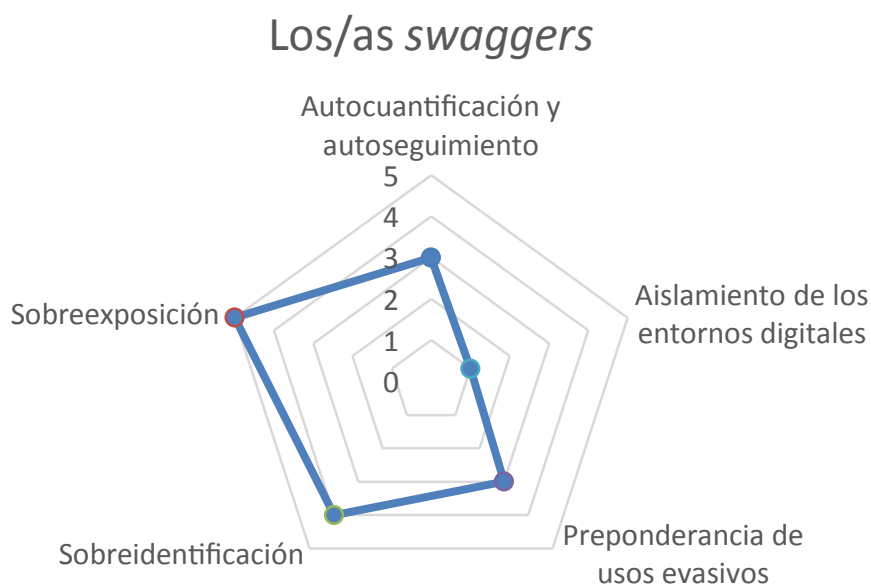 Los/as swaggers
Autocuantificación y
autoseguimiento
5
4
3
2
1
0
Aislamiento de los
entornos digitales
Sobreexposición
Sobreidentificación
Preponderancia de
usos evasivos